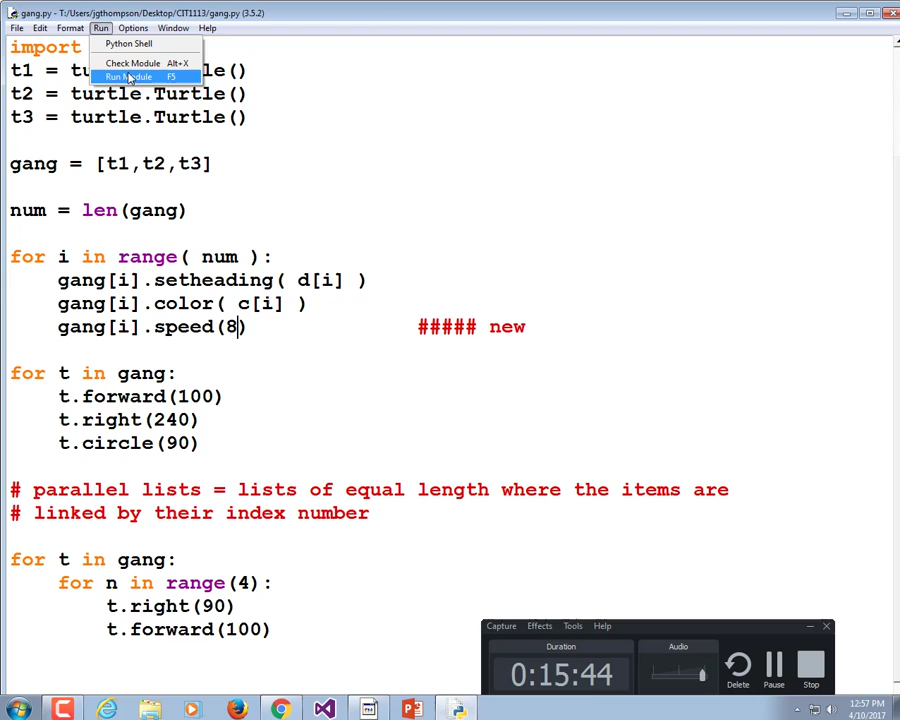 gang.py - T:/Users/jgthompson/Desktop/CIT1113/gang.py (3.5.2)
File Edit Format Run Options Window Help
Python Shell
Check Module Alt+X
Run Module F5
import
t1 = tu le()
t2 = turtle.Turtle()
t3 = turtle.Turtle()
gang = [t1,t2,t3]
num = len(gang)
for i in range( num ):
gang[i].setheading( d[i] )
gang[i].color( c[i] )
gang[i].speed(8) ##### new
for t in gang:
t.forward(100)
t.right(240)
t.circle(90)
# parallel lists = lists of equal length where the items are
# linked by their index number
for t in gang:
for n in range(4):
t.right(90)
t.forward(100)
Capture Effects Tools Help
Duration Audio
0:15:44
Delete Pause Stop
12:57 PM
4/10/2017